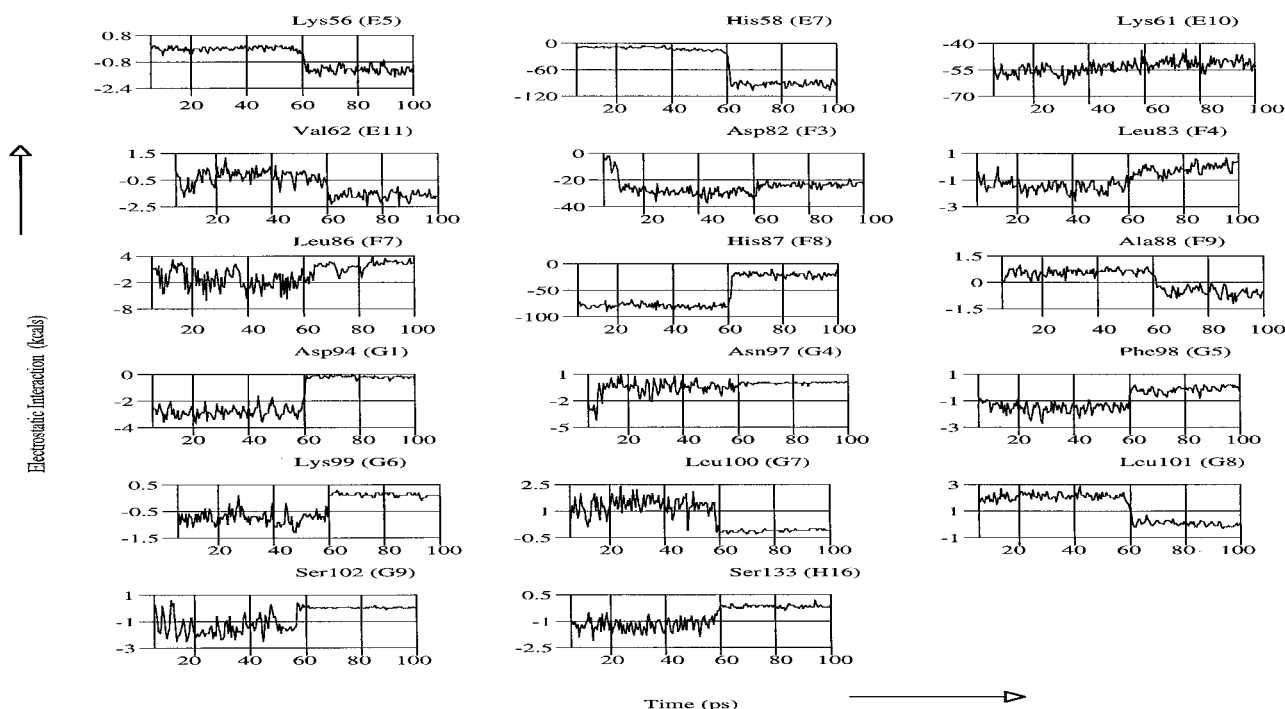 Lys56 (E5)
0.8
-0.8
-2.4
20 40 60 80 100
His58 (E7)
0
-60
-120
20 40 60 80 100
Lys61 (E10)
-40
-55
-70
20 40 60 80 100
Val62 (E11)
1.5
-0.5
-2.5
20 40 60 80 100
Asp82 (F3)
0
-20
-40
20 40 60 80 100
Leu83 (F4)
1
-1
-3
20 40 60 80 100
Leu86 (F7)
4
-2
-8
20 40 60 80 100
His87 (F8)
0
-50
-100
20 40 60 80 100
Ala88 (F9)
1.5
0
-1.5
20 40 60 80 100
Asp94 (G1)
0
-2
-4
20 40 60 80 100
Asn97 (G4)
1
-2
-5
20 40 60 80 100
Phe98 (G5)
1
-1
-3
20 40 60 80 100
Lys99 (G6)
0.5
-0.5
-1.5
20 40 60 80 100
Leu100 (G7)
2.5
1
-0.5
20 40 60 80 100
Leu101 (G8)
3
1
-1
20 40 60 80 100
Ser102 (G9)
1
-1
-3
20 40 60 80 100
Ser133 (H16)
0.5
-1
-2.5
20 40 60 80 100
Electrostatic Interaction (kcals)
Time (ps)